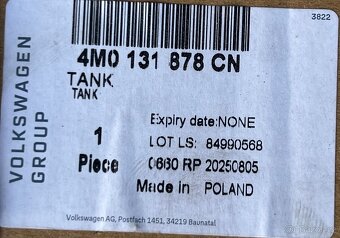 3822
VOLKSWAGEN
GROUP
4M0 131 878 CN
TANK
TANK
1
Piece
Expiry date:NONE
LOT LS: 84990568
0660 RP 20250805
Made in POLAND
Volkswagen AG, Postfach 1451, 34219 Baunatal